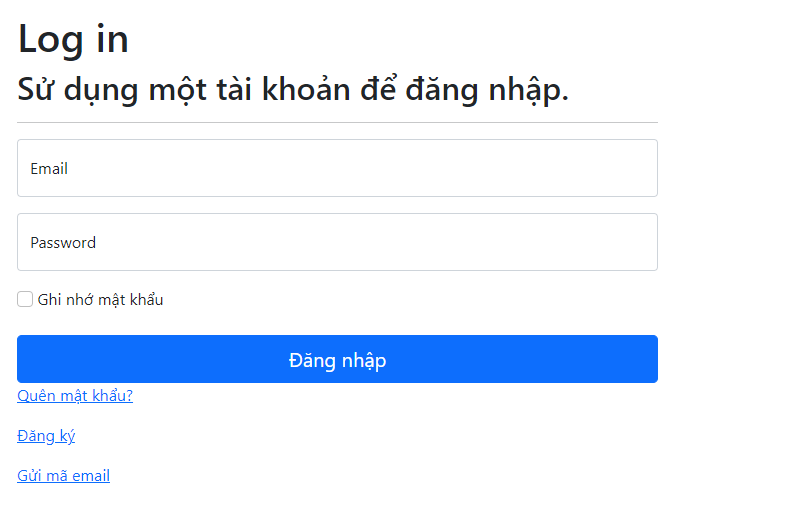 Log in
Sử dụng một tài khoản để đăng nhập.
Email
Password
Ghi nhớ mật khẩu
Đăng nhập
Quên mật khẩu?
Đăng ký
Gửi mã email